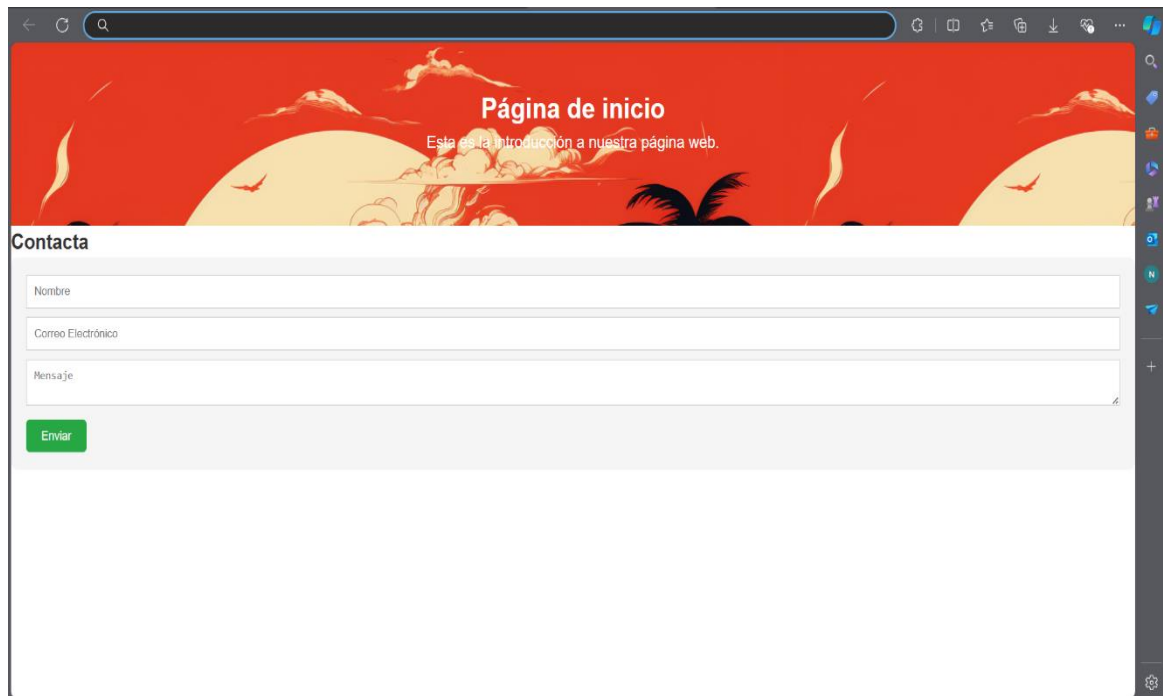 Página de inicio
Esta es la introducción a nuestra página web.
Contacta
Nombre
Correo Electrónico
Mensaje
Enviar
N